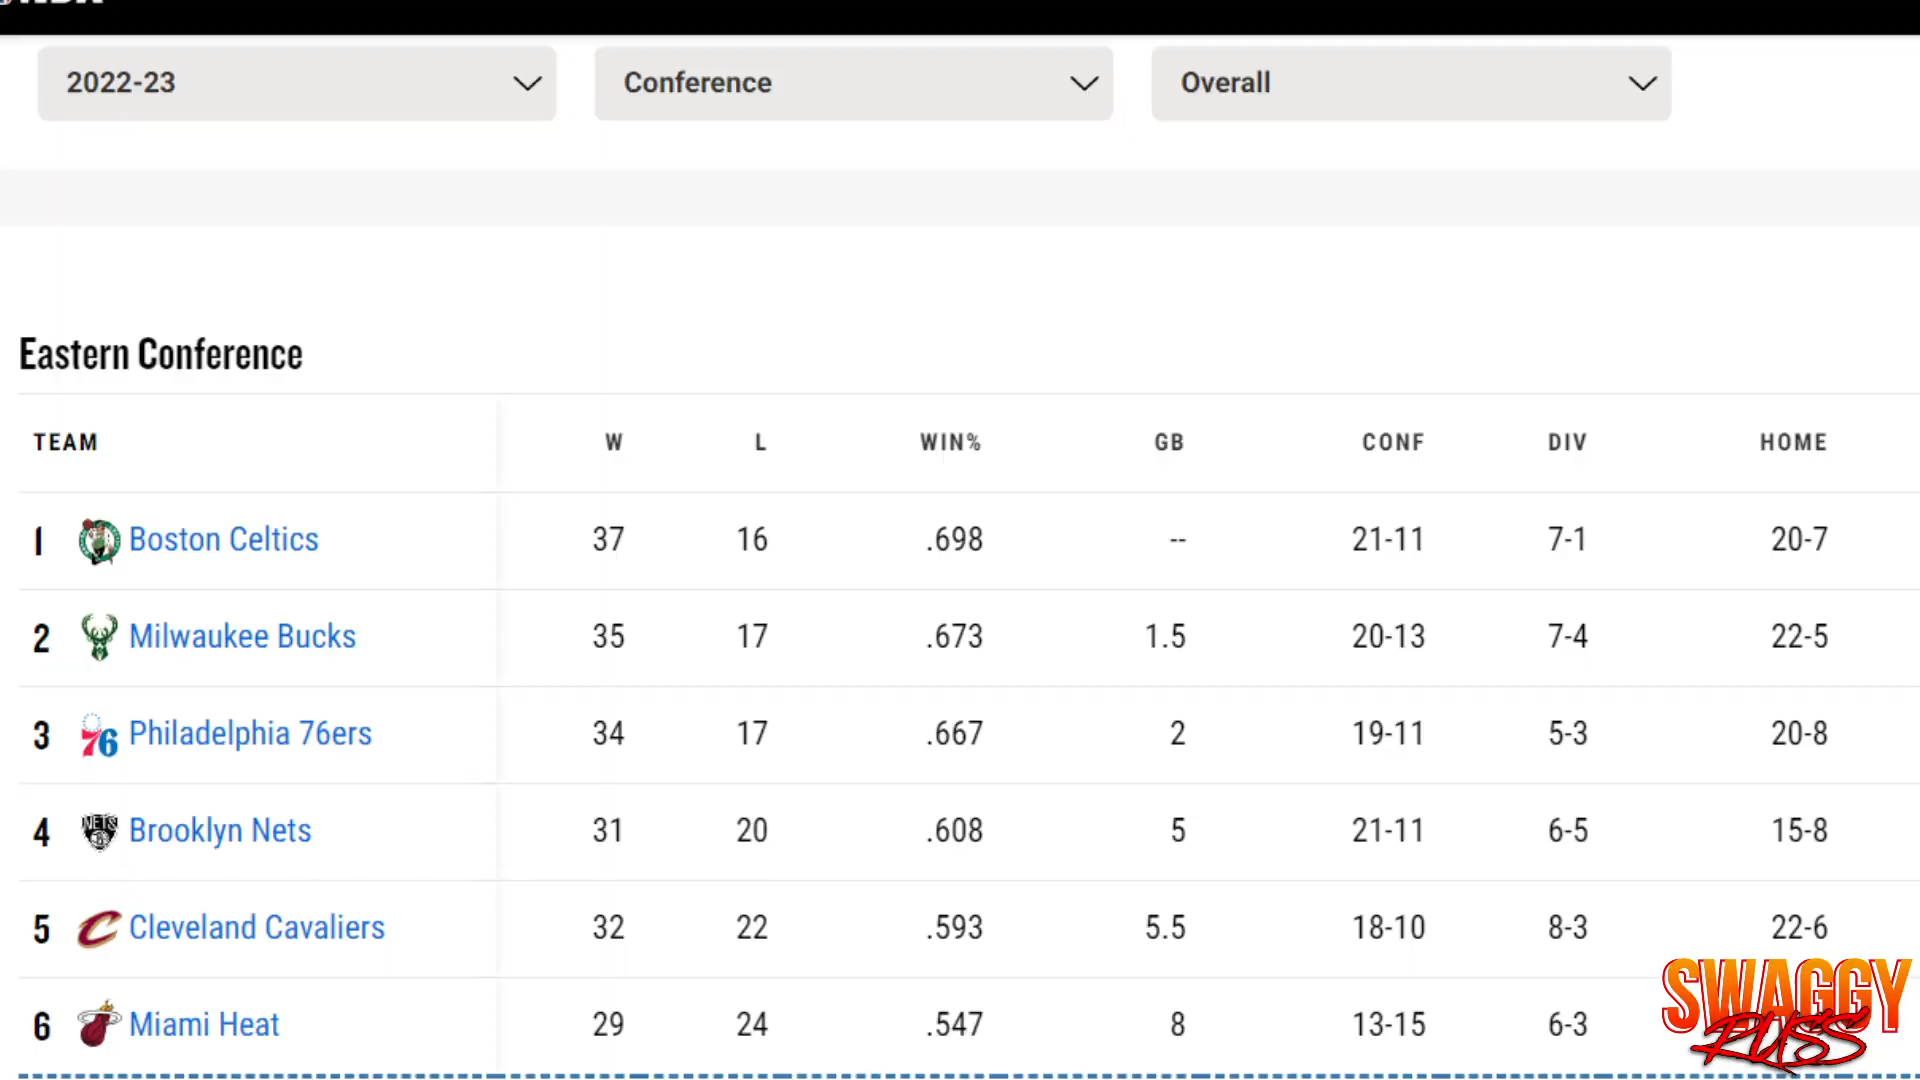 2022-23 Conference Overall
Eastern Conference
TEAM W L WIN% GB CONF DIV HOME
1 Boston Celtics 37 16 .698 -- 21-11 7-1 20-7
2 Milwaukee Bucks 35 17 .673 1.5 20-13 7-4 22-5
3 76 Philadelphia 76ers 34 17 .667 2 19-11 5-3 20-8
4 NETS B Brooklyn Nets 31 20 .608 5 21-11 6-5 15-8
5 C Cleveland Cavaliers 32 22 .593 5.5 18-10 8-3 22-6
6 Miami Heat 29 24 .547 8 13-15 6-3
SWAGGY
RUSS